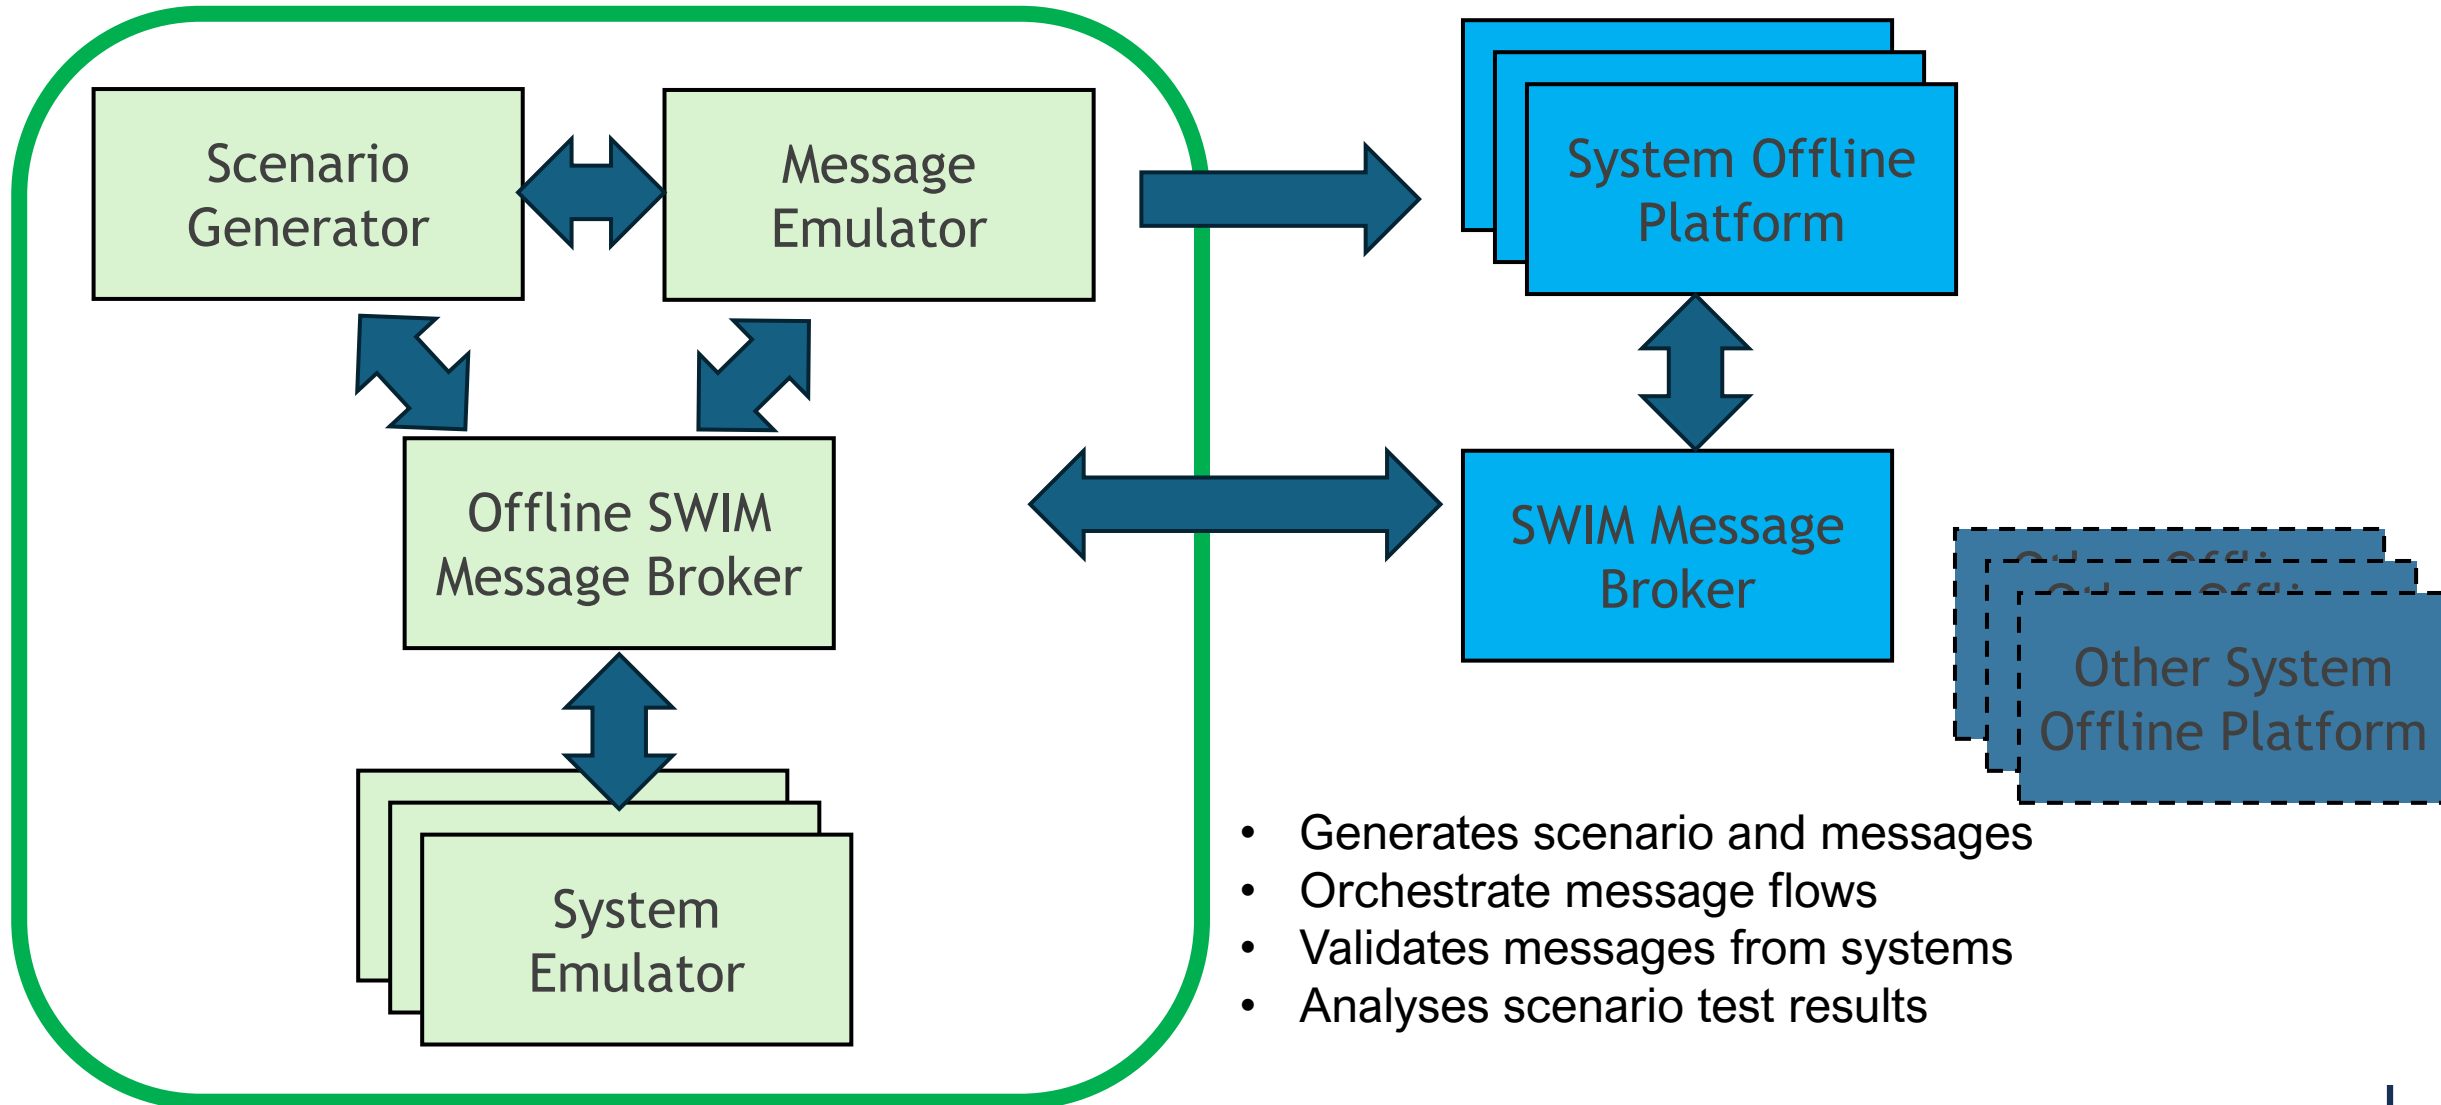 Scenario
Generator
Message
Emulator
System Offline
Platform
Offline SWIM
Message Broker
SWIM Message
Broker
Other System
Offline Platform
System
Emulator
• Generates scenario and messages
• Orchestrate message flows
• Validates messages from systems
• Analyses scenario test results